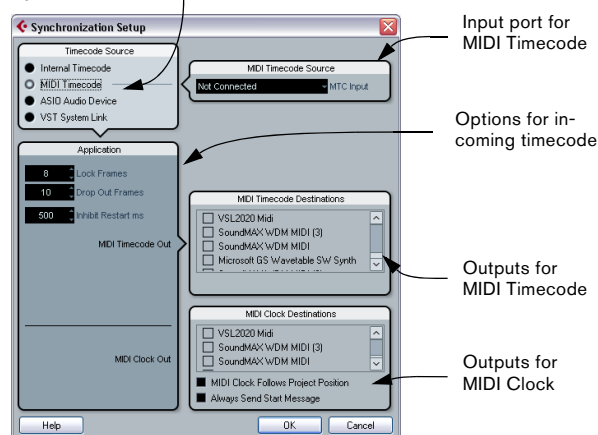 Synchronization Setup
Timecode Source
Internal Timecode
MIDI Timecode
ASIO Audio Device
VST System Link
MIDI Timecode Source
Not Connected
MTC Input
Application
8 Lock Frames
10 Drop Out Frames
500 Inhibit Restart ms
MIDI Timecode Out
MIDI Clock Out
MIDI Timecode Destinations
VSL2020 Midi
SoundMAX WDM MIDI (3)
SoundMAX WDM MIDI
Microsoft GS Wavetable SW Synth
MIDI Clock Destinations
VSL2020 Midi
SoundMAX WDM MIDI (3)
SoundMAX WDM MIDI
MIDI Clock Follows Project Position
Always Send Start Message
Help
OK
Cancel
Input port for
MIDI Timecode
Options for in-
coming timecode
Outputs for
MIDI Timecode
Outputs for
MIDI Clock